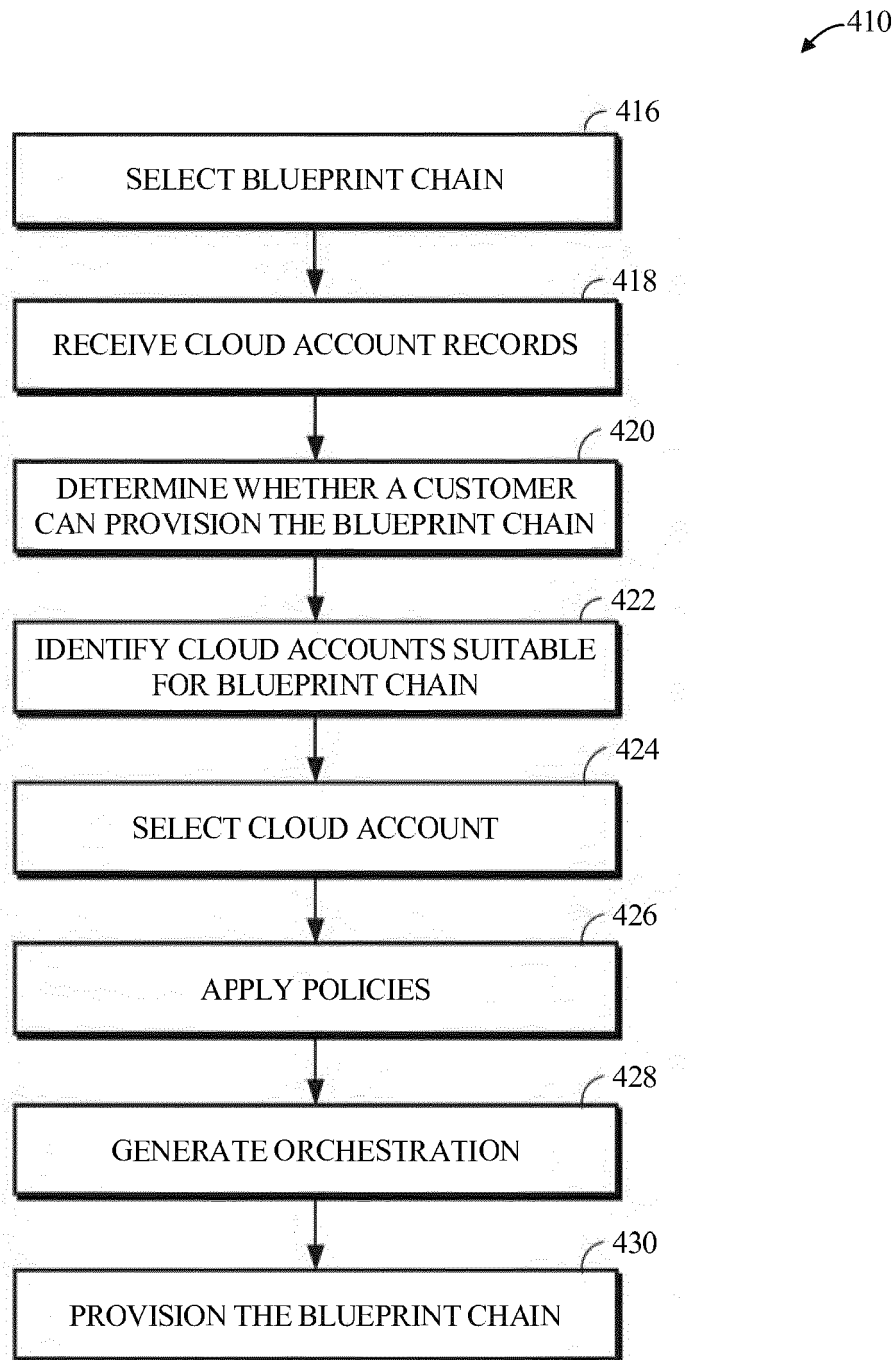 410
416
SELECT BLUEPRINT CHAIN
418
RECEIVE CLOUD ACCOUNT RECORDS
420
DETERMINE WHETHER A CUSTOMER
CAN PROVISION THE BLUEPRINT CHAIN
422
IDENTIFY CLOUD ACCOUNTS SUITABLE
FOR BLUEPRINT CHAIN
424
SELECT CLOUD ACCOUNT
426
APPLY POLICIES
428
GENERATE ORCHESTRATION
430
PROVISION THE BLUEPRINT CHAIN